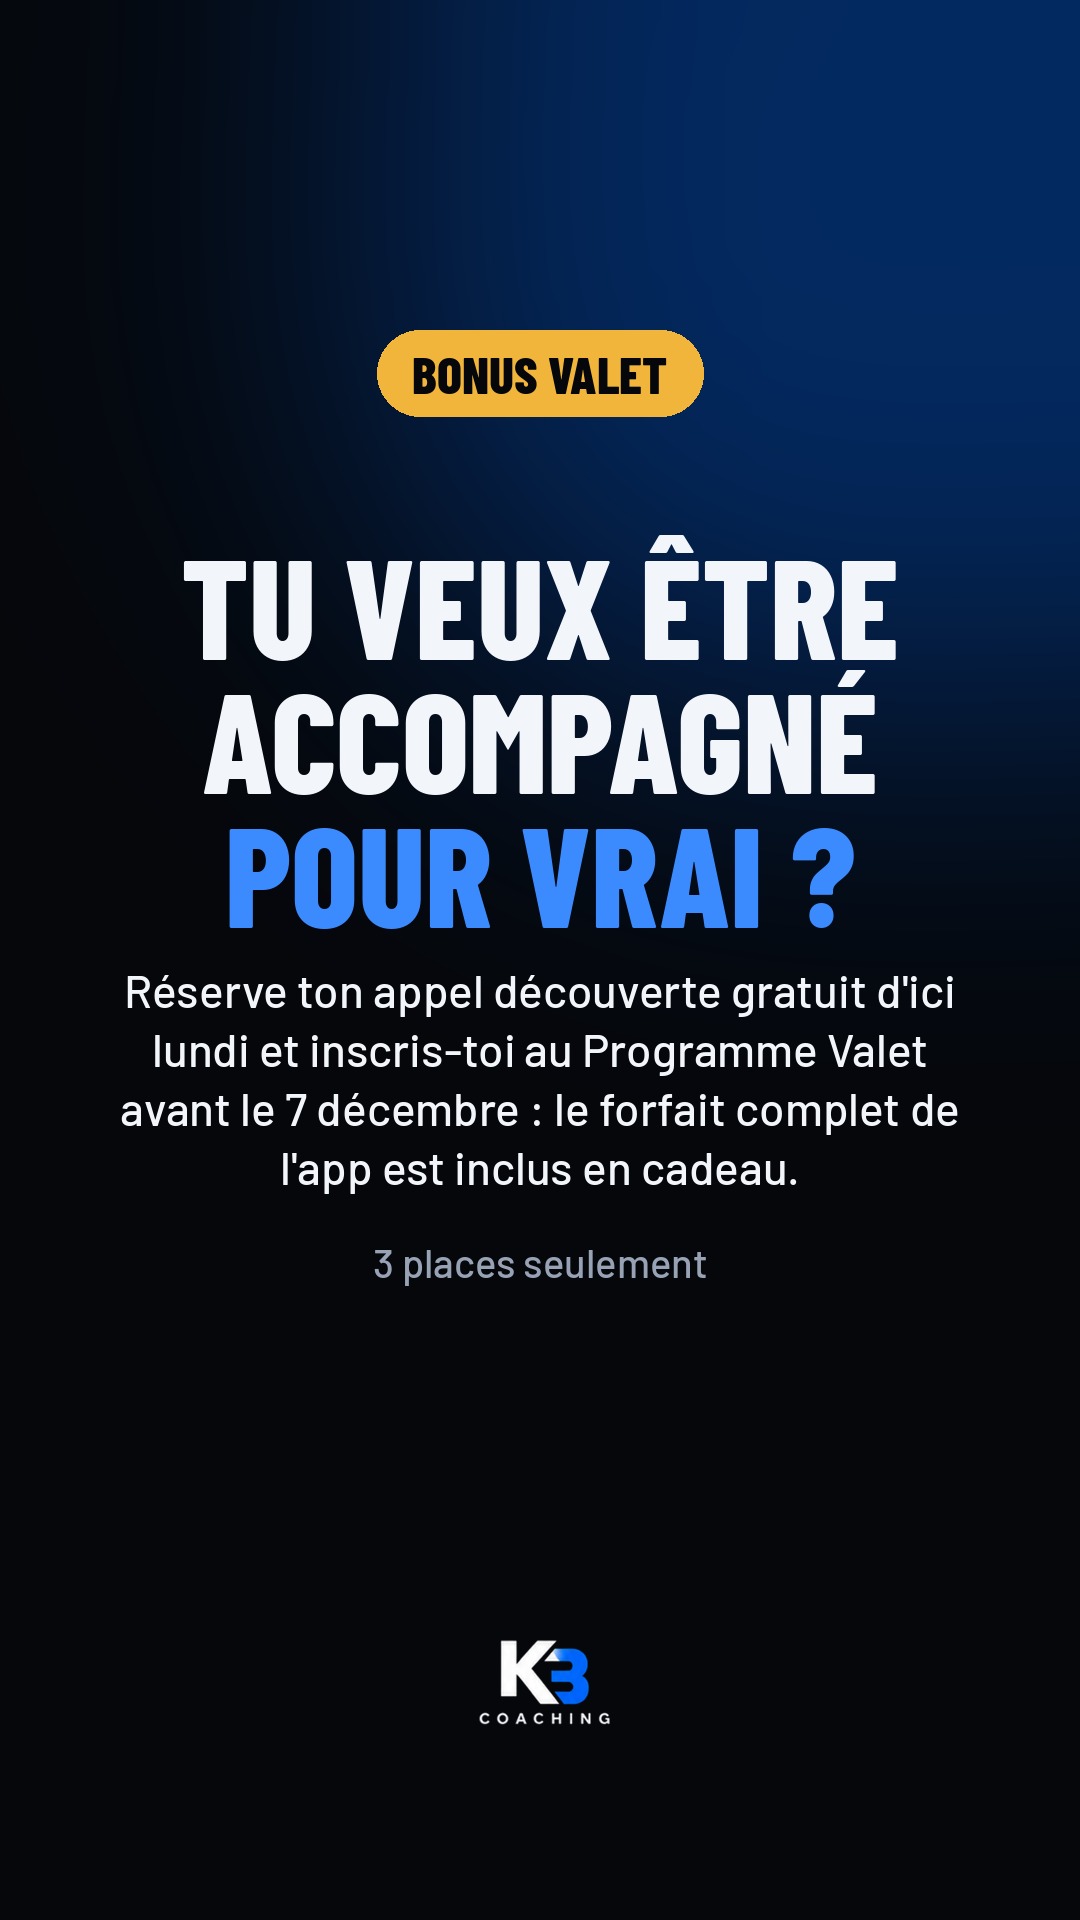 BONUS VALET
TU VEUX ÊTRE
ACCOMPAGNÉ
POUR VRAI ?
Réserve ton appel découverte gratuit d'ici
lundi et inscris-toi au Programme Valet
avant le 7 décembre : le forfait complet de
l'app est inclus en cadeau.
3 places seulement
KB
COACHING